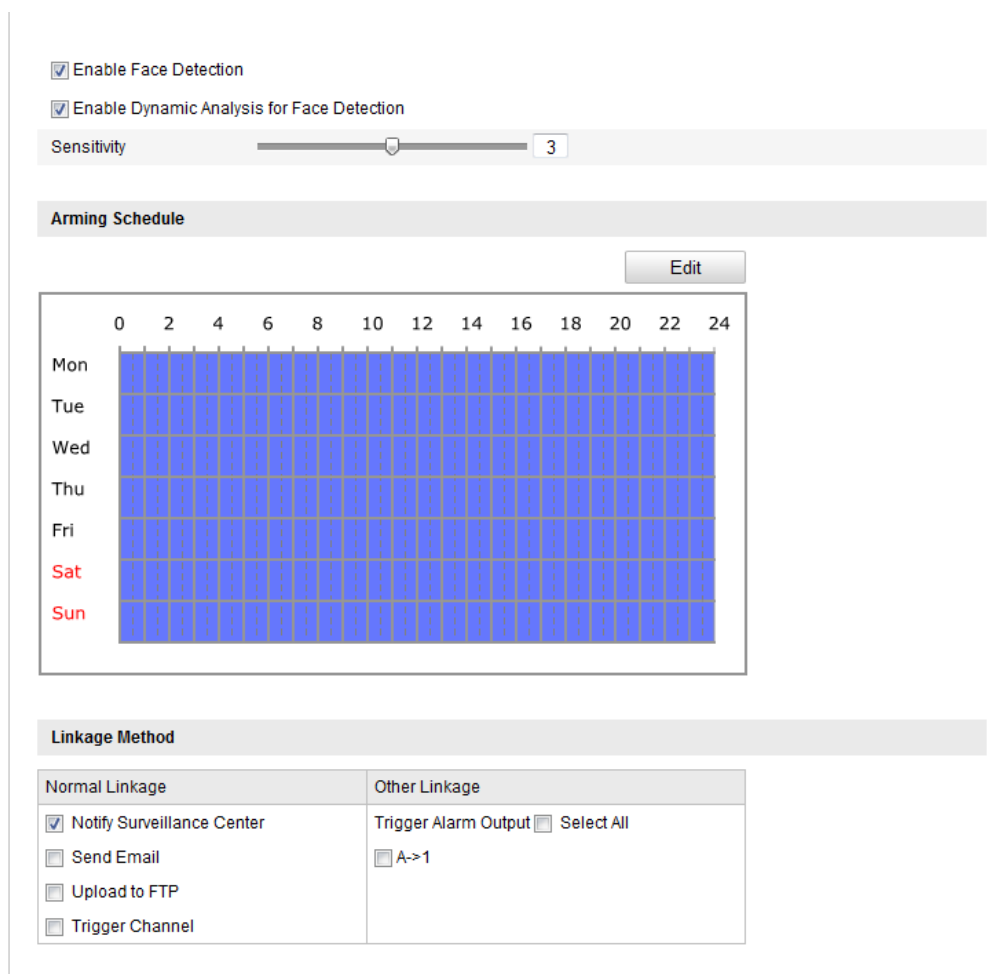 Enable Face Detection
Enable Dynamic Analysis for Face Detection
Sensitivity 3
Arming Schedule
Edit
0 2 4 6 8 10 12 14 16 18 20 22 24
Mon
Tue
Wed
Thu
Fri
Sat
Sun
Linkage Method
Normal Linkage Other Linkage
Notify Surveillance Center Trigger Alarm Output Select All
Send Email A->1
Upload to FTP
Trigger Channel